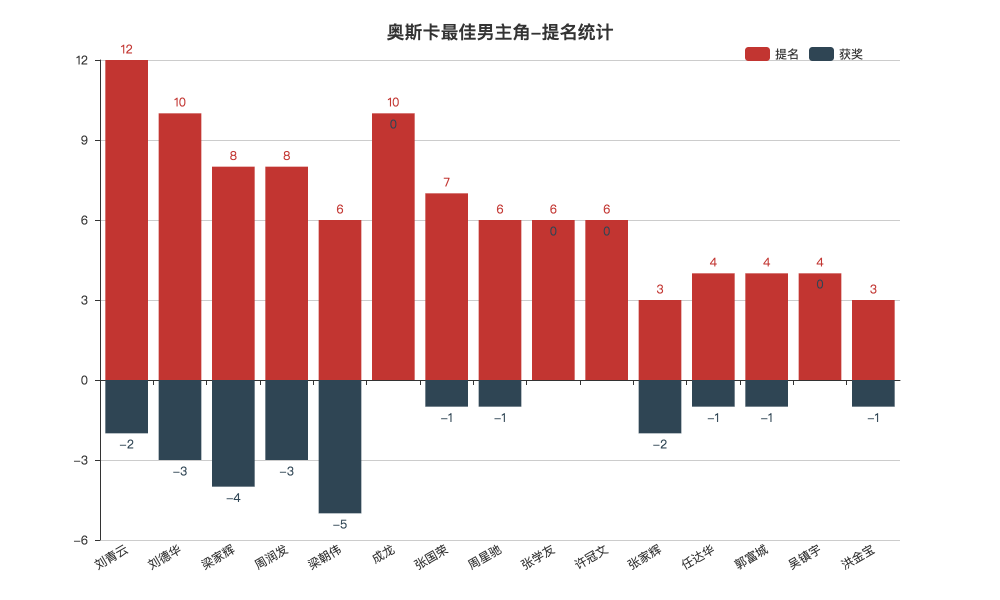 奥斯卡最佳男主角-提名统计
提名 获奖
12 10 8 8 6 10 7 6 6 6 3 4 4 4 3
0 0 0 0
-2 -3 -4 -3 -5 -1 -1 -2 -1 -1 -1
12
9
6
3
0
-3
-6
刘青云 刘德华 梁家辉 周润发 梁朝伟 成龙 张国荣 周星驰 张学友 许冠文 张家辉 任达华 郭富城 吴镇宇 洪金宝